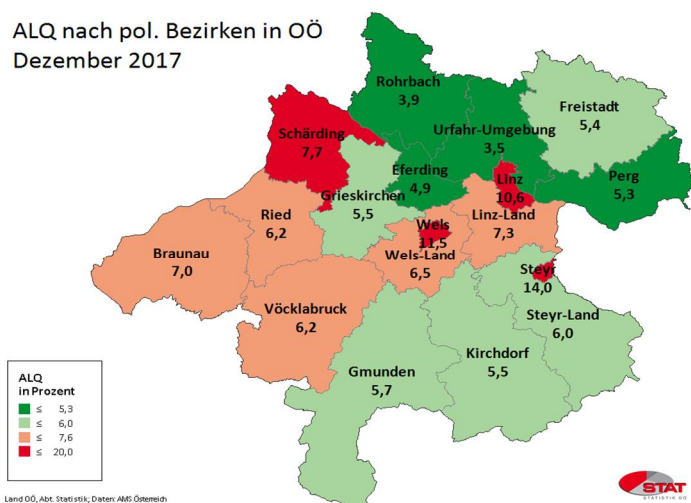 ALQ nach pol. Bezirken in OÖ
Dezember 2017
Rohrbach
3,9
Freistadt
5,4
Schärding
7,7
Urfahr-Umgebung
3,5
Eferding
4,9
Linz
10,6
Perg
5,3
Grieskirchen
5,5
Ried
6,2
Linz-Land
7,3
Wels
11,5
Braunau
7,0
Wels-Land
6,5
Steyr
14,0
Vöcklabruck
6,2
Steyr-Land
6,0
Kirchdorf
5,5
Gmunden
5,7
ALQ
in Prozent
≤ 5,3
≤ 6,0
≤ 7,6
≤ 20,0
STAT
STATISTIK OÖ
Land OÖ, Abt. Statistik; Daten: AMS Österreich